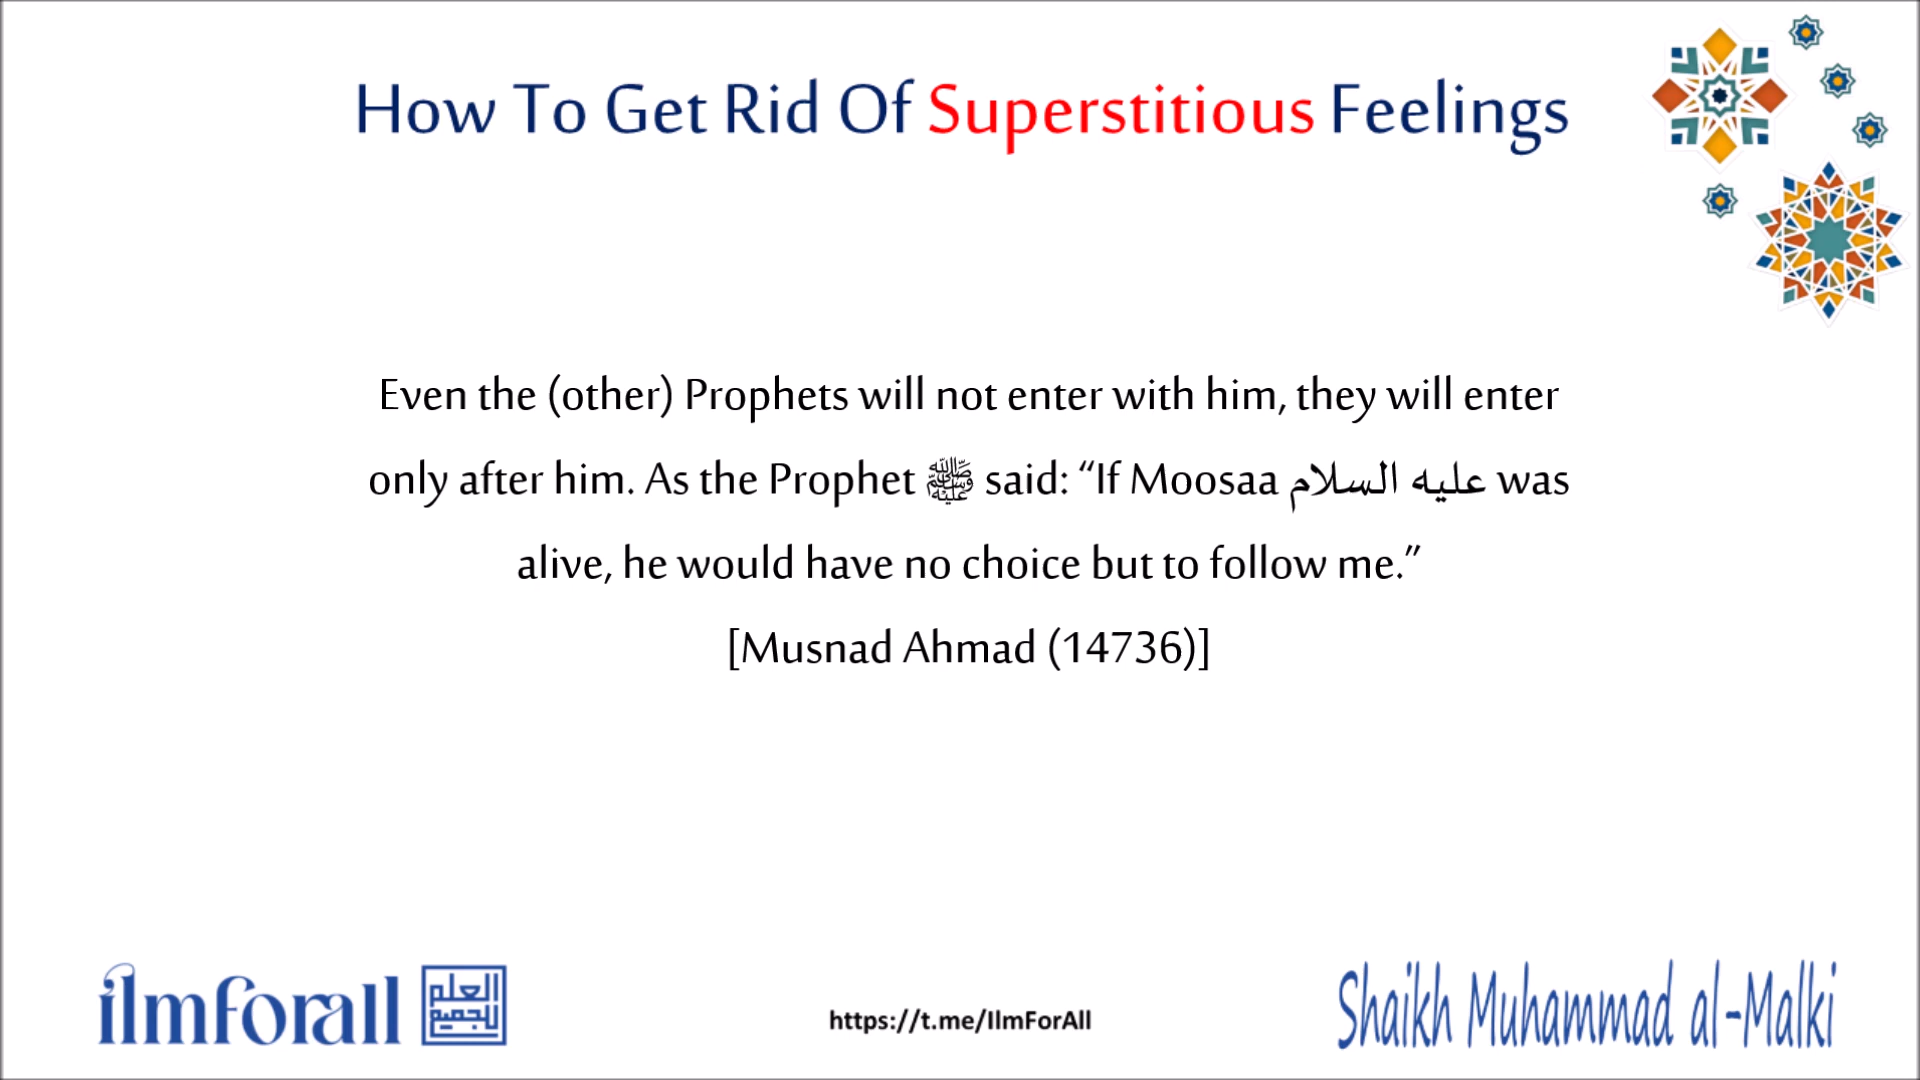 How To Get Rid Of Superstitious Feelings
Even the (other) Prophets will not enter with him, they will enter
only after him. As the Prophet ﷺ said: “If Moosaa عليه السلام was
alive, he would have no choice but to follow me.”
[Musnad Ahmad (14736)]
ilmforall العلم للجميع
https://t.me/IlmForAll
Shaikh Muhammad al-Malki